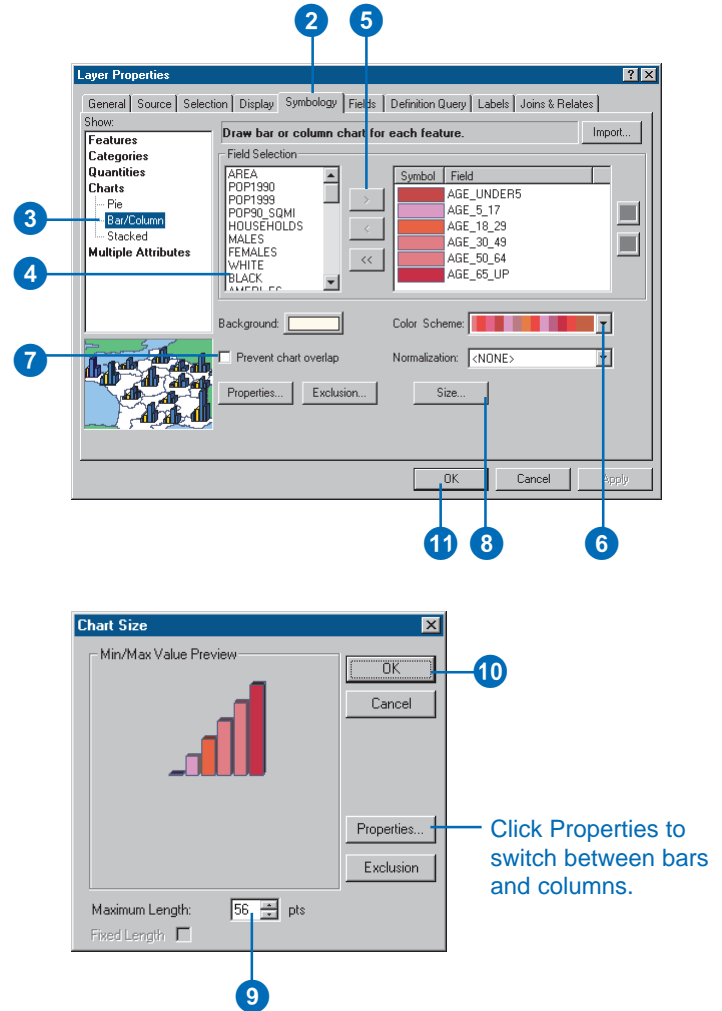 2 5
Layer Properties
General Source Selection Display Symbology Fields Definition Query Labels Joins & Relates
Show:
Features
Categories
Quantities
Charts
Pie
Bar/Column
Stacked
Multiple Attributes
Draw bar or column chart for each feature.
Import...
Field Selection
AREA
POP1990
POP1999
POP90_SQMI
HOUSEHOLDS
MALES
FEMALES
WHITE
BLACK
>
<
<<
Symbol Field
AGE_UNDER5
AGE_5_17
AGE_18_29
AGE_30_49
AGE_50_64
AGE_65_UP
3
4
Background:
Color Scheme:
7
Prevent chart overlap
Normalization: <NONE>
Properties... Exclusion... Size...
OK Cancel Apply
11 8 6
Chart Size
Min/Max Value Preview
OK
10
Cancel
Properties...
Click Properties to
switch between bars
and columns.
Exclusion
Maximum Length: 56 pts
Fixed Length
9